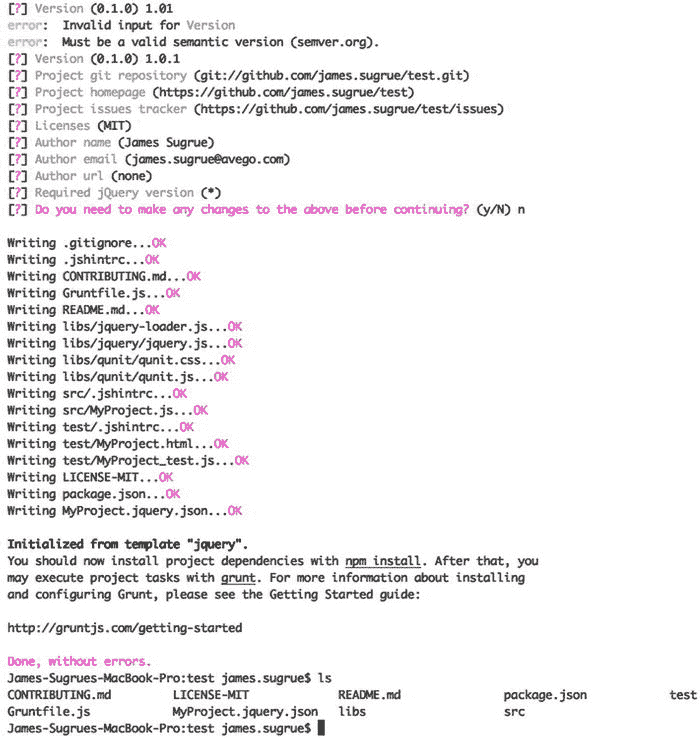 [?] Version (0.1.0) 1.01
error:  Invalid input for Version
error:  Must be a valid semantic version (semver.org).
[?] Version (0.1.0) 1.0.1
[?] Project git repository (git://github.com/james.sugrue/test.git)
[?] Project homepage (https://github.com/james.sugrue/test)
[?] Project issues tracker (https://github.com/james.sugrue/test/issues)
[?] Licenses (MIT)
[?] Author name (James Sugrue)
[?] Author email (james.sugrue@avego.com)
[?] Author url (none)
[?] Required jQuery version (*)
[?] Do you need to make any changes to the above before continuing? (y/N) n
Writing .gitignore...OK
Writing .jshintrc...OK
Writing CONTRIBUTING.md...OK
Writing Gruntfile.js...OK
Writing README.md...OK
Writing libs/jquery-loader.js...OK
Writing libs/jquery/jquery.js...OK
Writing libs/qunit/qunit.css...OK
Writing libs/qunit/qunit.js...OK
Writing src/.jshintrc...OK
Writing src/MyProject.js...OK
Writing test/.jshintrc...OK
Writing test/MyProject.html...OK
Writing test/MyProject_test.js...OK
Writing LICENSE-MIT...OK
Writing package.json...OK
Writing MyProject.jquery.json...OK
Initialized from template "jquery".
You should now install project dependencies with npm install. After that, you
may execute project tasks with grunt. For more information about installing
and configuring Grunt, please see the Getting Started guide:
http://gruntjs.com/getting-started
Done, without errors.
James-Sugrues-MacBook-Pro:test james.sugrue$ ls
CONTRIBUTING.md LICENSE-MIT README.md package.json test
Gruntfile.js MyProject.jquery.json libs src
James-Sugrues-MacBook-Pro:test james.sugrue$